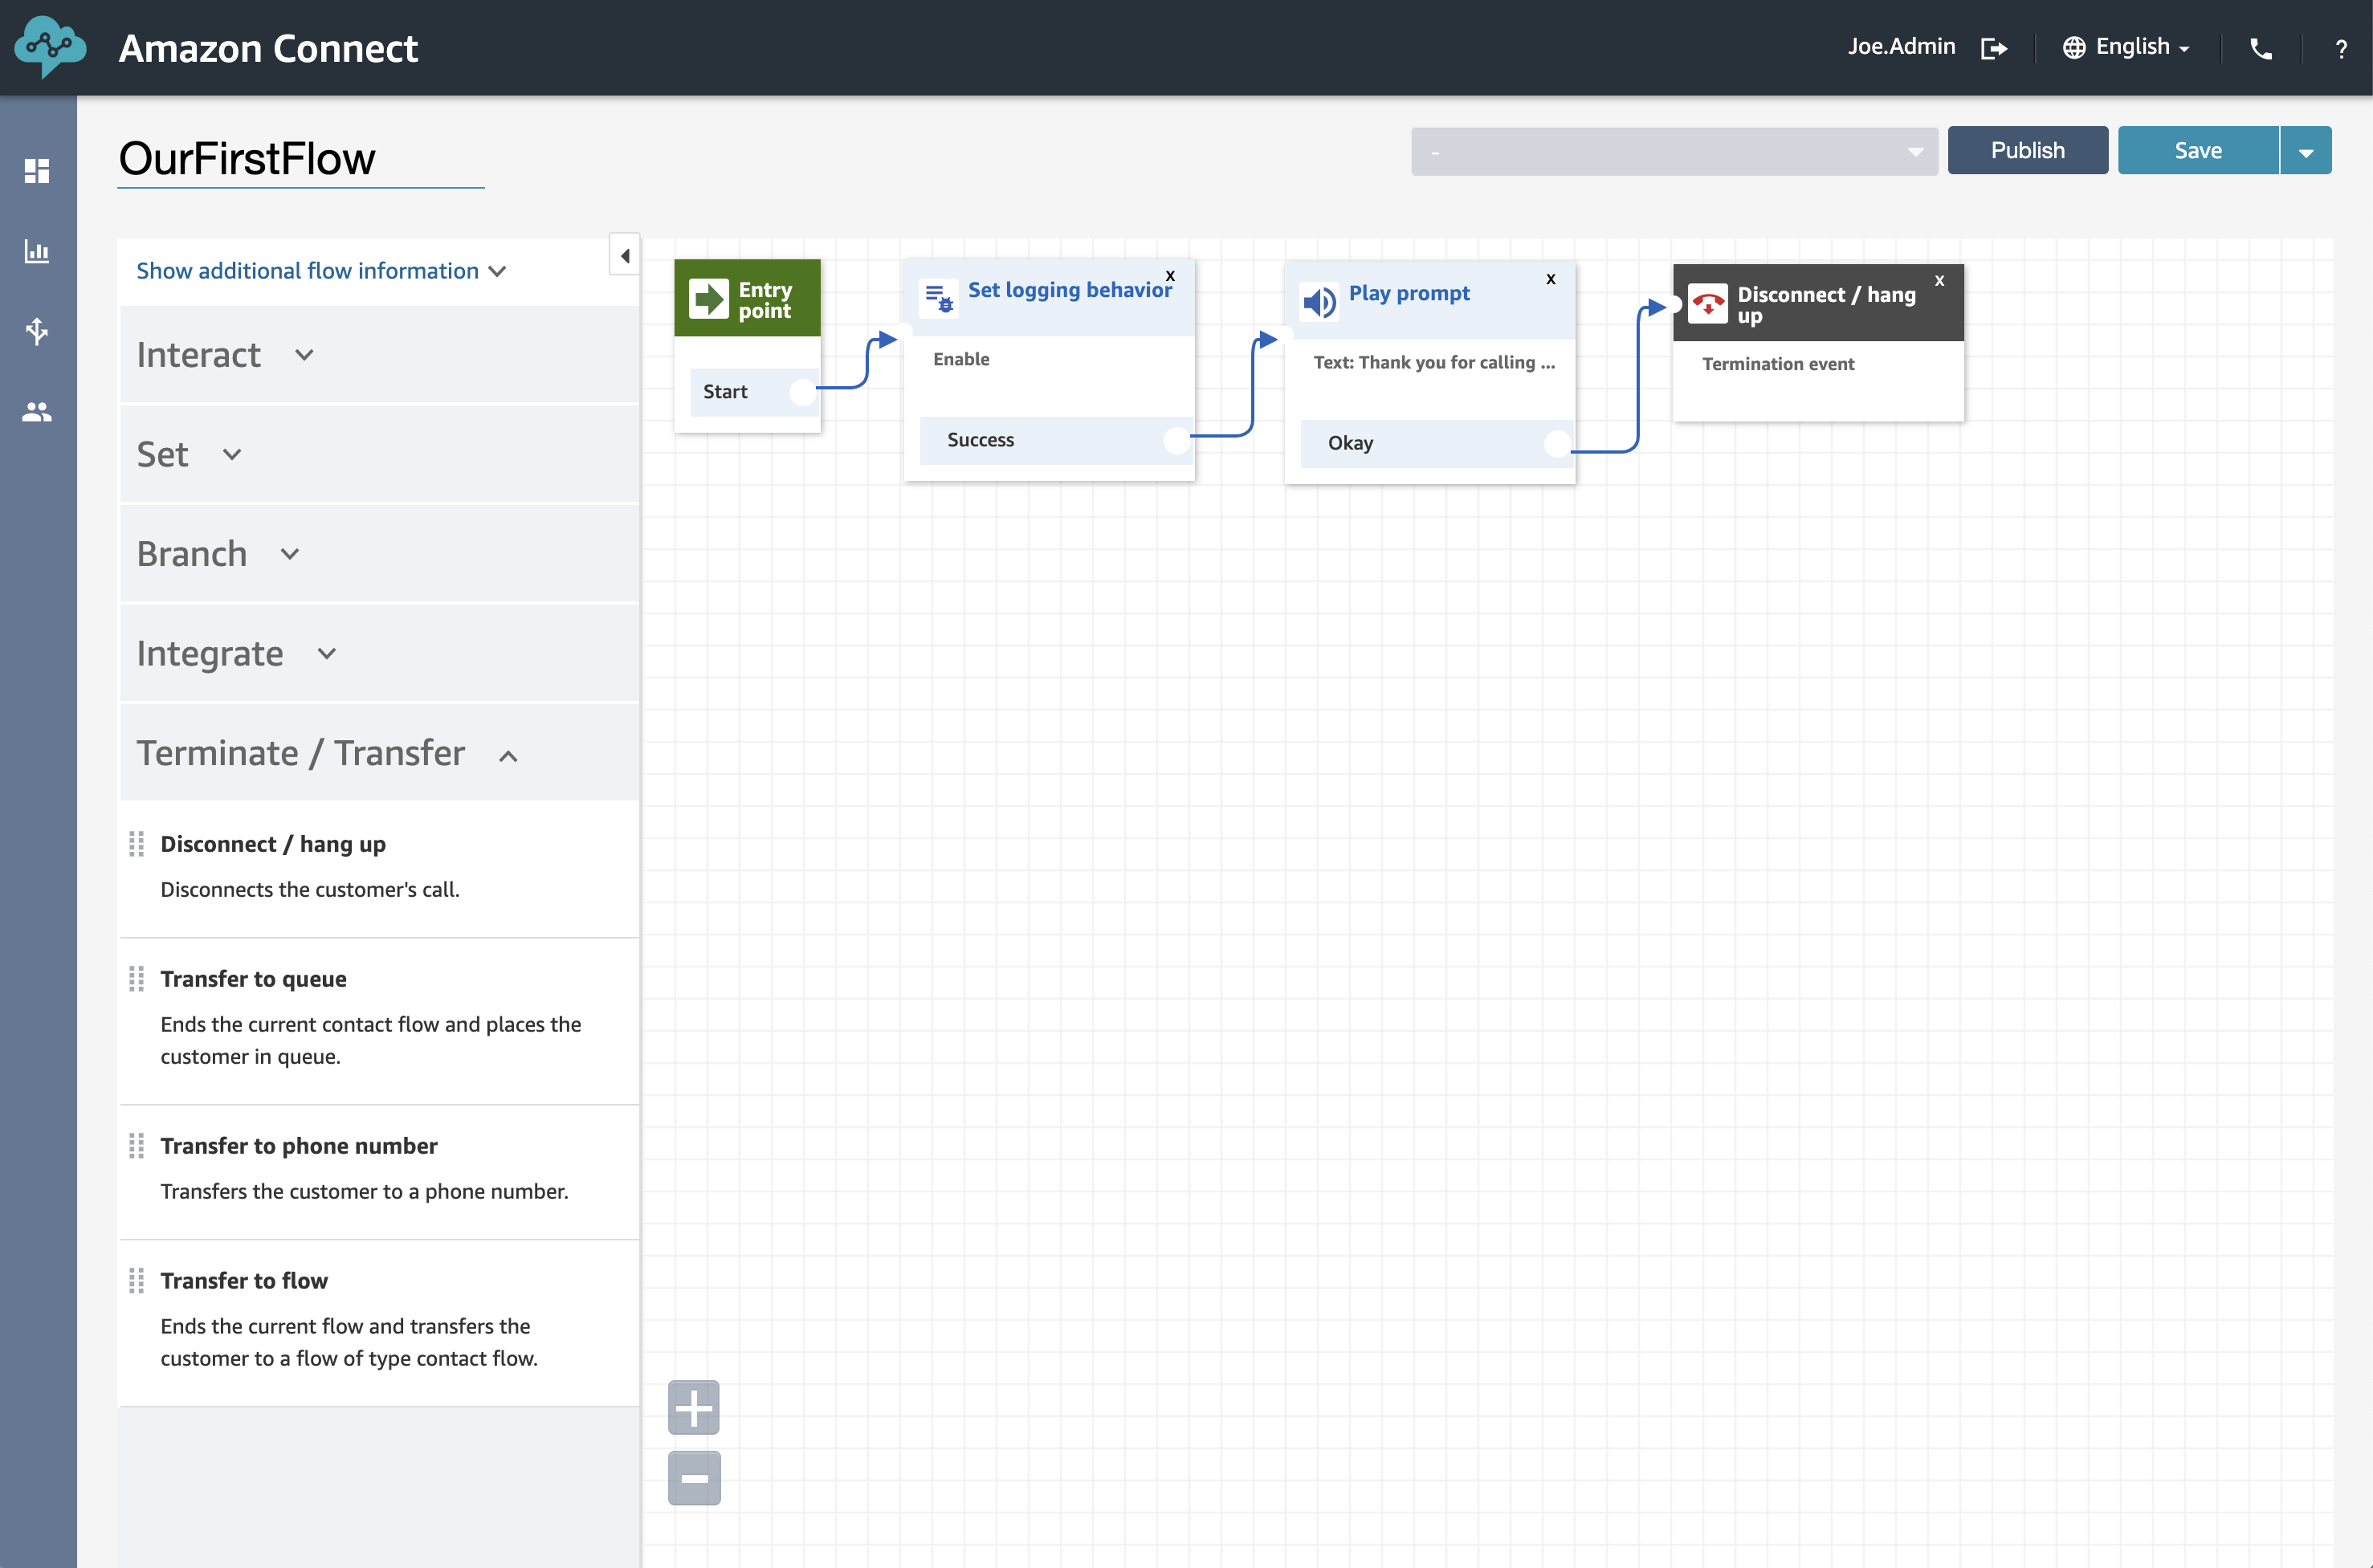 Amazon Connect
Joe.Admin
English
?
OurFirstFlow
-
Publish
Save
Show additional flow information
Interact
Set
Branch
Integrate
Terminate / Transfer
Disconnect / hang up
Disconnects the customer's call.
Transfer to queue
Ends the current contact flow and places the
customer in queue.
Transfer to phone number
Transfers the customer to a phone number.
Transfer to flow
Ends the current flow and transfers the
customer to a flow of type contact flow.
Entry
point
Start
Set logging behavior
x
Enable
Success
Play prompt
x
Text: Thank you for calling ...
Okay
Disconnect / hang
up
x
Termination event